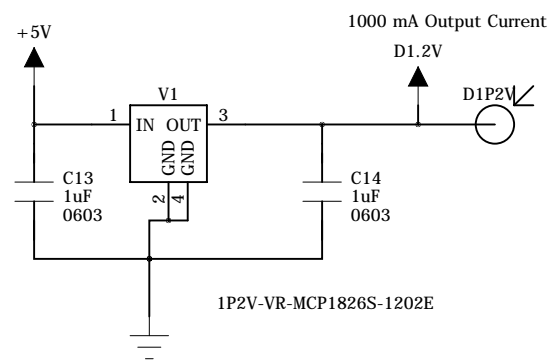 1000 mA Output Current
+5V
D1.2V
V1
D1P2V
1
IN OUT
3
GND
GND
C13
1uF
0603
2
4
C14
1uF
0603
1P2V-VR-MCP1826S-1202E